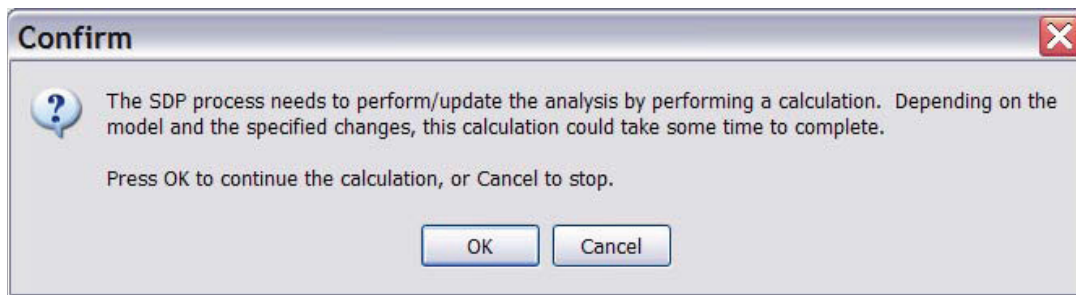 Confirm
The SDP process needs to perform/update the analysis by performing a calculation.  Depending on the
model and the specified changes, this calculation could take some time to complete.
Press OK to continue the calculation, or Cancel to stop.
OK
Cancel